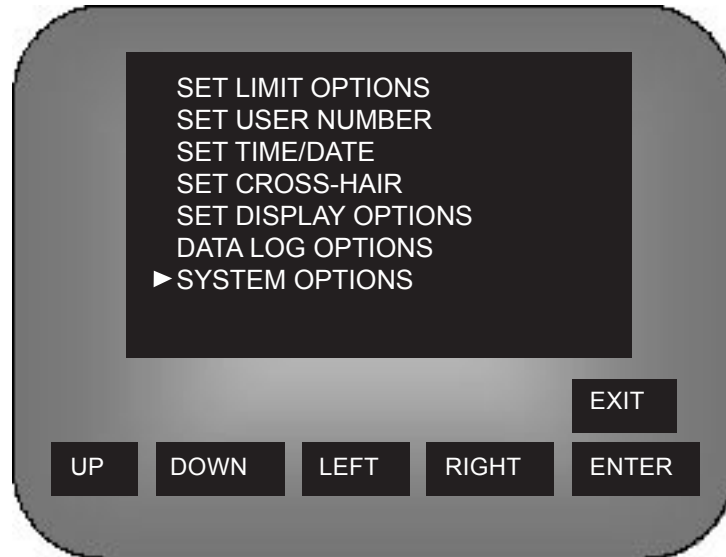 SET LIMIT OPTIONS
SET USER NUMBER
SET TIME/DATE
SET CROSS-HAIR
SET DISPLAY OPTIONS
DATA LOG OPTIONS
►SYSTEM OPTIONS
EXIT
UP DOWN LEFT RIGHT ENTER